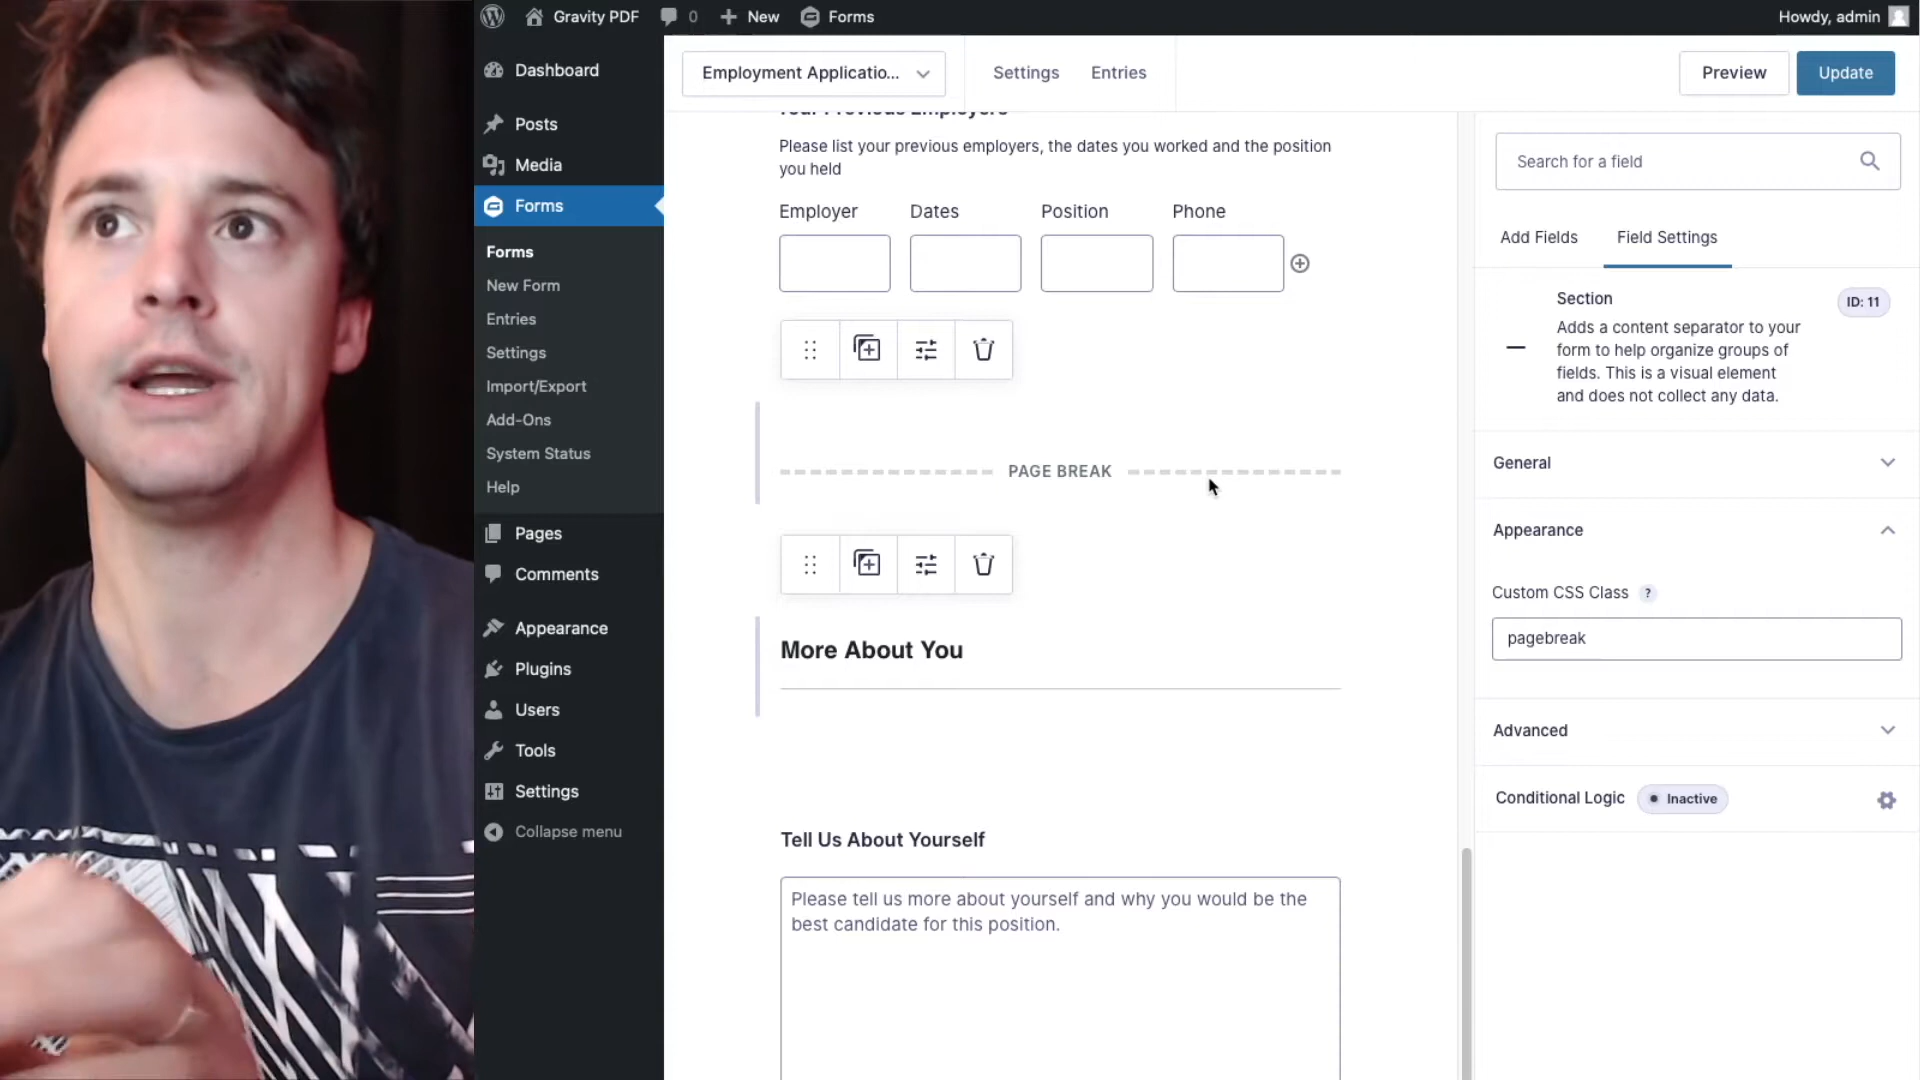 Gravity PDF
0
New
Forms
Howdy, admin
Dashboard
Posts
Media
Forms
Forms
New Form
Entries
Settings
Import/Export
Add-Ons
System Status
Help
Pages
Comments
Appearance
Plugins
Users
Tools
Settings
Collapse menu
Employment Applicatio...
Settings
Entries
Preview
Update
Your Previous Employers
Please list your previous employers, the dates you worked and the position
you held
Employer
Dates
Position
Phone
PAGE BREAK
More About You
Tell Us About Yourself
Please tell us more about yourself and why you would be the
best candidate for this position.
Search for a field
Add Fields
Field Settings
Section
ID: 11
Adds a content separator to your
form to help organize groups of
fields. This is a visual element
and does not collect any data.
General
Appearance
Custom CSS Class
?
pagebreak
Advanced
Conditional Logic
Inactive